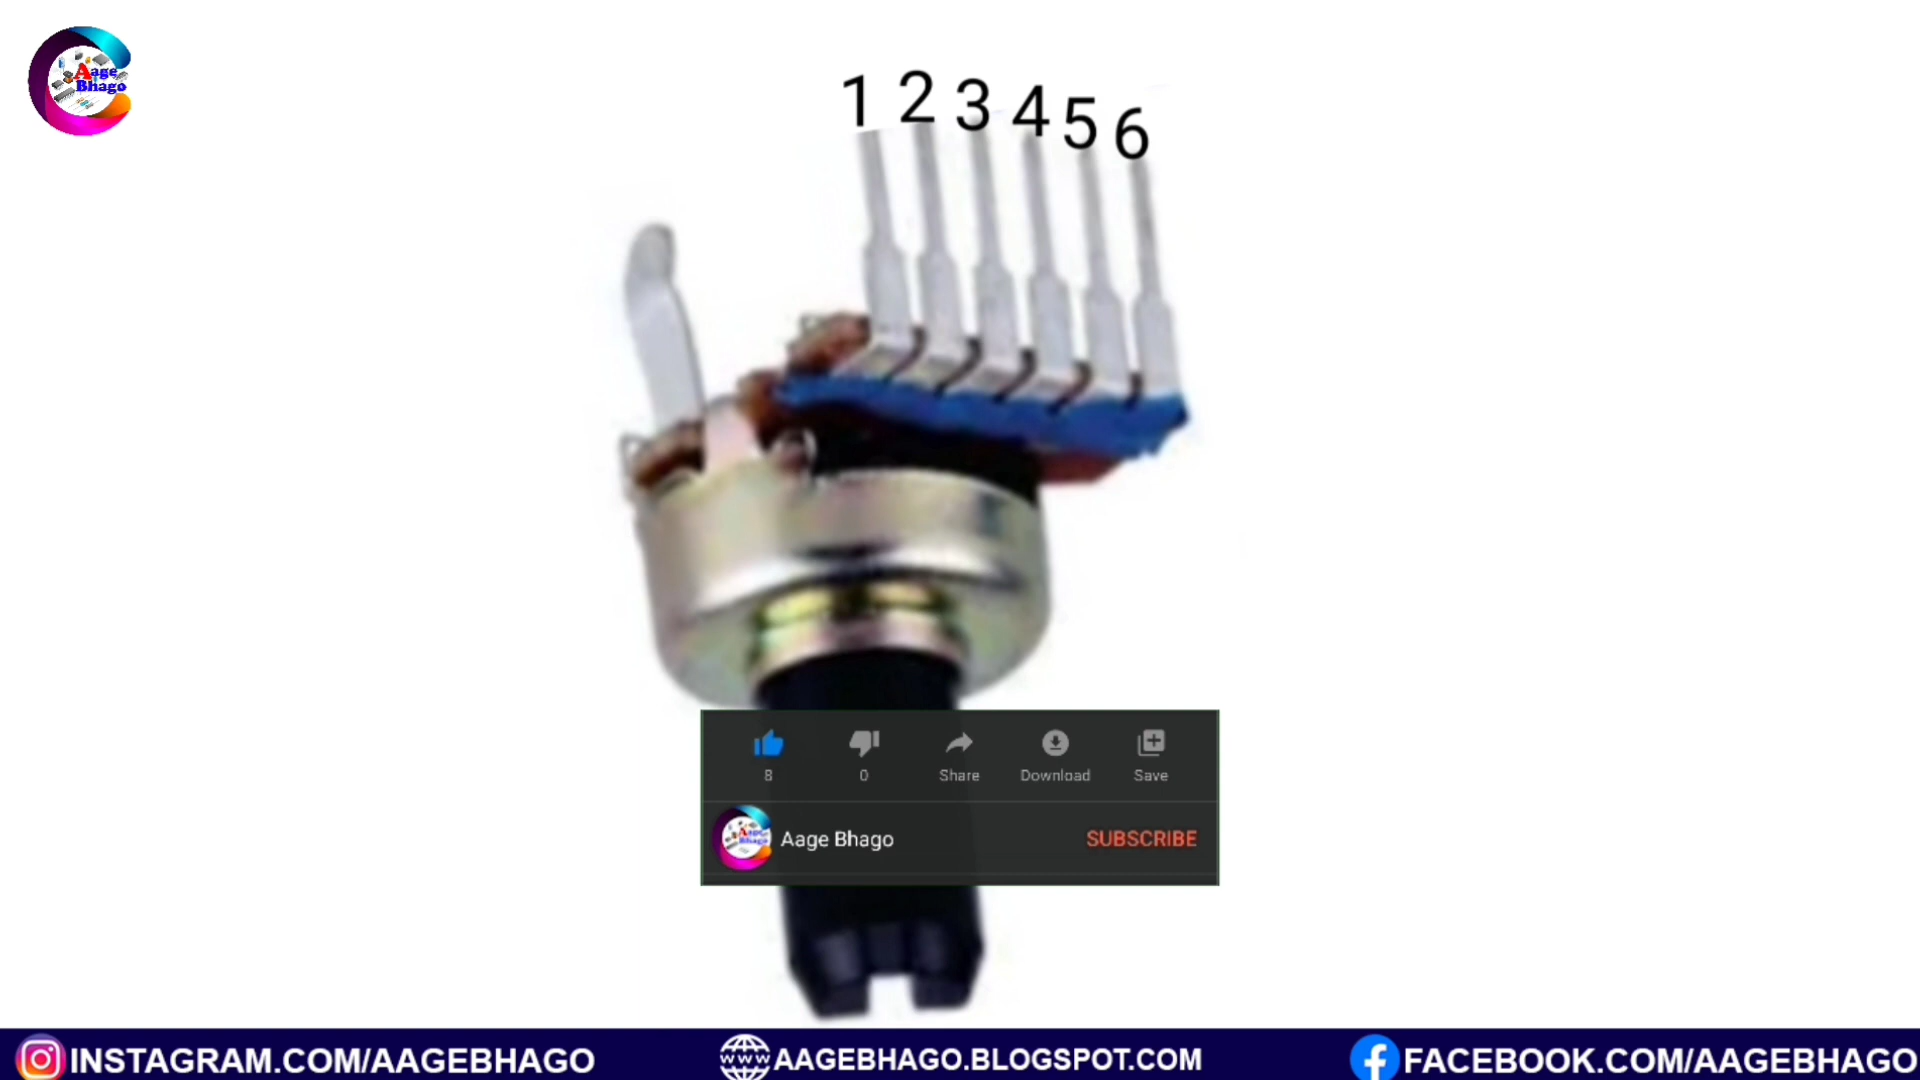 Aage
Bhago
1 2 3 4 5 6
8
0
Share
Download
Save
Aage Bhago
SUBSCRIBE
INSTAGRAM.COM/AAGEBHAGO
WWW
AAGEBHAGO.BLOGSPOT.COM
FACEBOOK.COM/AAGEBHAGO